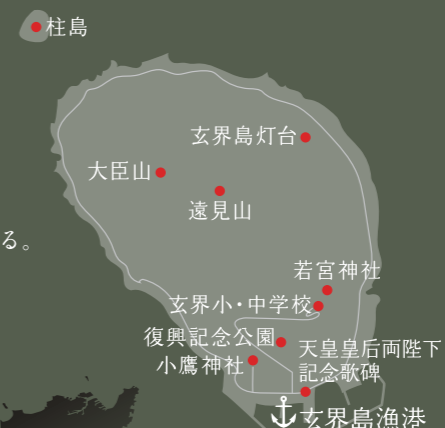 柱島
玄界島灯台
大臣山
遠見山
る。
若宮神社
玄界小・中学校
復興記念公園
天皇皇后両陛下
記念歌碑
小鷹神社
玄界島漁港